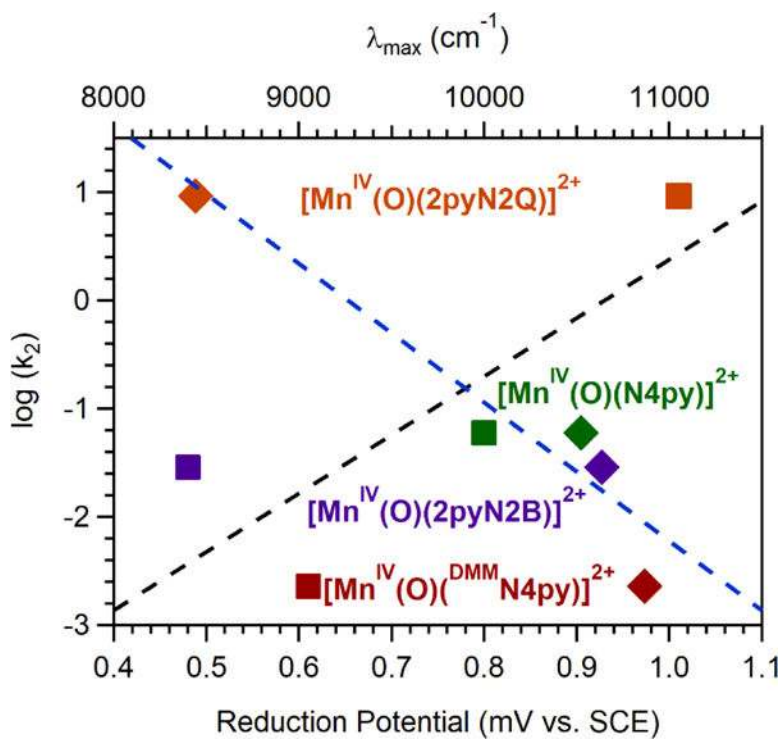 λmax (cm⁻¹)
8000 9000 10000 11000
[Mnᴵⱽ(O)(2pyN2Q)]²⁺
[Mnᴵⱽ(O)(N4py)]²⁺
[Mnᴵⱽ(O)(2pyN2B)]²⁺
[Mnᴵⱽ(O)(ᴰᴹᴹN4py)]²⁺
log (k₂)
1
0
-1
-2
-3
0.4 0.5 0.6 0.7 0.8 0.9 1.0 1.1
Reduction Potential (mV vs. SCE)